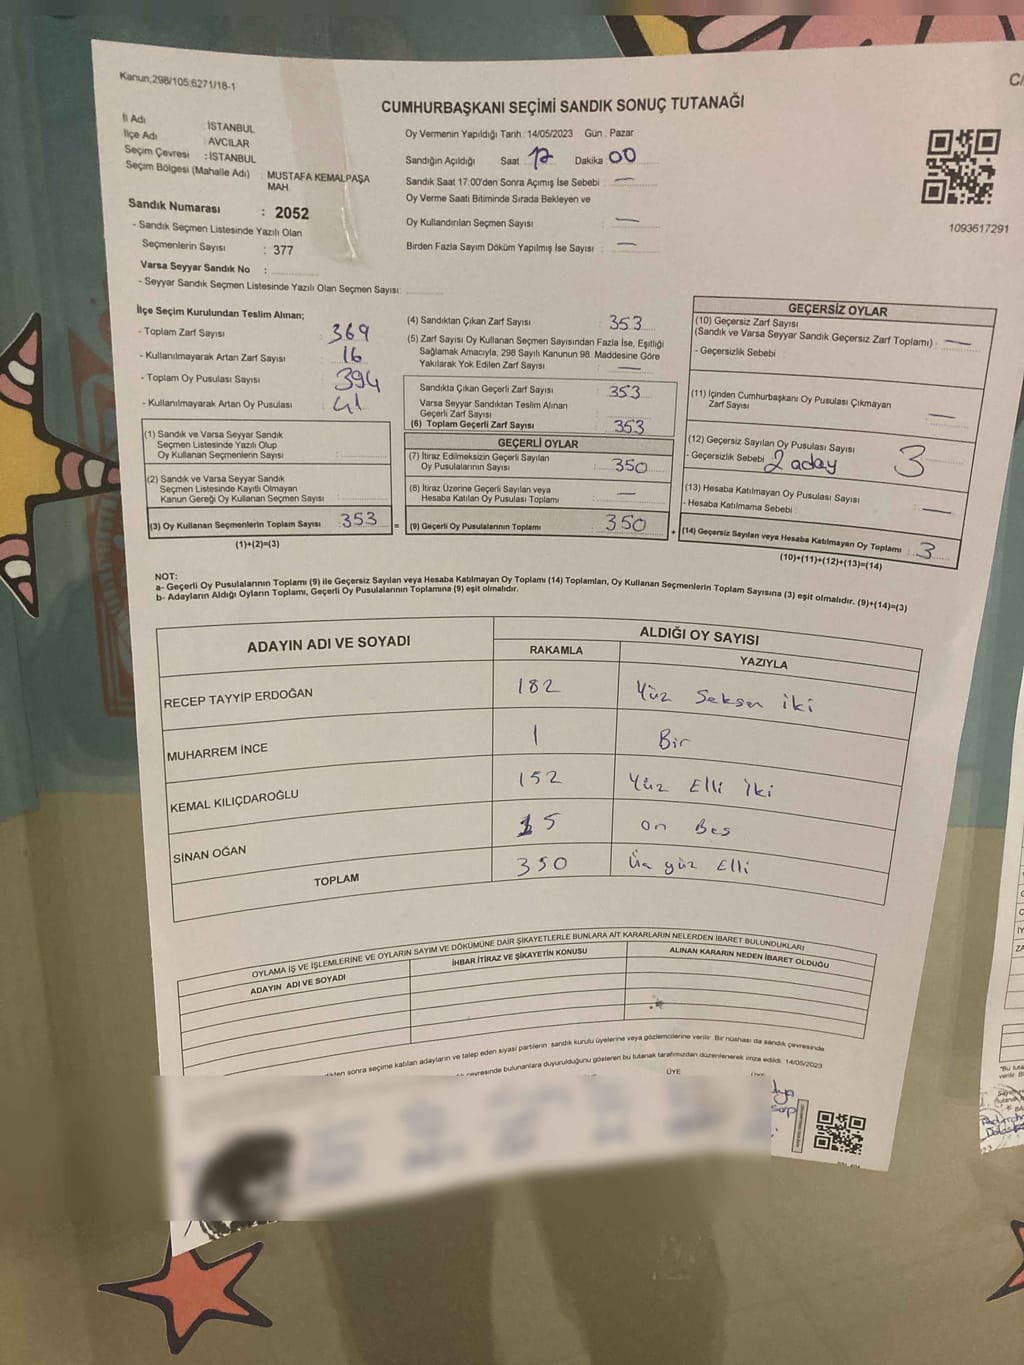 Kanun,298/105,6271/18-1
C/
CUMHURBAŞKANI SEÇİMİ SANDIK SONUÇ TUTANAĞI
İl Adı : İSTANBUL
İlçe Adı : AVCILAR
Seçim Çevresi : İSTANBUL
Seçim Bölgesi (Mahalle Adı) : MUSTAFA KEMALPAŞA MAH.
Sandık Numarası : 2052
- Sandık Seçmen Listesinde Yazılı Olan
Seçmenlerin Sayısı : 377
Varsa Seyyar Sandık No :
- Seyyar Sandık Seçmen Listesinde Yazılı Olan Seçmen Sayısı:
Oy Vermenin Yapıldığı Tarih : 14/05/2023 Gün : Pazar
Sandığın Açıldığı Saat 17 Dakika 00
Sandık Saat 17.00'den Sonra Açımış İse Sebebi : —
Oy Verme Saati Bitiminde Sırada Bekleyen ve
Oy Kullandırılan Seçmen Sayısı : —
Birden Fazla Sayım Döküm Yapılmış İse Sayısı : —
1093617291
İlçe Seçim Kurulundan Teslim Alınan;
- Toplam Zarf Sayısı : 369
- Kullanılmayarak Artan Zarf Sayısı : 16
- Toplam Oy Pusulası Sayısı : 394
- Kullanılmayarak Artan Oy Pusulası : 41
(1) Sandık ve Varsa Seyyar Sandık
Seçmen Listesinde Yazılı Olup
Oy Kullanan Seçmenlerin Sayısı :
(2) Sandık ve Varsa Seyyar Sandık
Seçmen Listesinde Kayıtlı Olmayan
Kanun Gereği Oy Kullanan Seçmen Sayısı :
(3) Oy Kullanan Seçmenlerin Toplam Sayısı : 353
(1)+(2)=(3)
=
(4) Sandıktan Çıkan Zarf Sayısı : 353
(5) Zarf Sayısı Oy Kullanan Seçmen Sayısından Fazla İse, Eşitliği
Sağlamak Amacıyla, 298 Sayılı Kanunun 98. Maddesine Göre
Yakılarak Yok Edilen Zarf Sayısı : —
Sandıkta Çıkan Geçerli Zarf Sayısı : 353
Varsa Seyyar Sandıktan Teslim Alınan
Geçerli Zarf Sayısı :
(6) Toplam Geçerli Zarf Sayısı : 353
GEÇERLİ OYLAR
(7) İtiraz Edilmeksizin Geçerli Sayılan
Oy Pusulalarının Sayısı : 350
(8) İtiraz Üzerine Geçerli Sayılan veya
Hesaba Katılan Oy Pusulası Toplamı : —
(9) Geçerli Oy Pusulalarının Toplamı : 350
+
GEÇERSİZ OYLAR
(10) Geçersiz Zarf Sayısı
(Sandık ve Varsa Seyyar Sandık Geçersiz Zarf Toplamı) : —
- Geçersizlik Sebebi :
(11) İçinden Cumhurbaşkanı Oy Pusulası Çıkmayan
Zarf Sayısı : —
(12) Geçersiz Sayılan Oy Pusulası Sayısı : 3
- Geçersizlik Sebebi : 2 aday
(13) Hesaba Katılmayan Oy Pusulası Sayısı : —
- Hesaba Katılmama Sebebi :
(14) Geçersiz Sayılan veya Hesaba Katılmayan Oy Toplamı : 3
(10)+(11)+(12)+(13)=(14)
NOT:
a- Geçerli Oy Pusulalarının Toplamı (9) ile Geçersiz Sayılan veya Hesaba Katılmayan Oy Toplamı (14) Toplamları, Oy Kullanan Seçmenlerin Toplam Sayısına (3) eşit olmalıdır. (9)+(14)=(3)
b- Adayların Aldığı Oyların Toplamı, Geçerli Oy Pusulalarının Toplamına (9) eşit olmalıdır.
ADAYIN ADI VE SOYADI
ALDIĞI OY SAYISI
RAKAMLA YAZIYLA
RECEP TAYYİP ERDOĞAN 182 Yüz Seksen iki
MUHARREM İNCE 1 Bir
KEMAL KILIÇDAROĞLU 152 Yüz Elli iki
SİNAN OĞAN 15 on Beş
TOPLAM 350 Üç yüz Elli
OYLAMA İŞ VE İŞLEMLERİNE VE OYLARIN SAYIM VE DÖKÜMÜNE DAİR ŞİKAYETLERLE BUNLARA AİT KARARLARIN NELERDEN İBARET BULUNDUKLARI
ADAYIN ADI VE SOYADI İHBAR İTİRAZ VE ŞİKAYETİN KONUSU ALINAN KARARIN NEDEN İBARET OLDUĞU
sonra seçime katılan adayların ve talep eden siyasi partilerin sandık kurulu üyelerine veya gözlemcilerine verilir. Bir nüshası da sandık çevresinde
çevresinde bulunanlara duyurulduğunu gösteren bu tutanak tarafımızdan düzenlenerek imza edildi. 14/05/2023
ÜYE